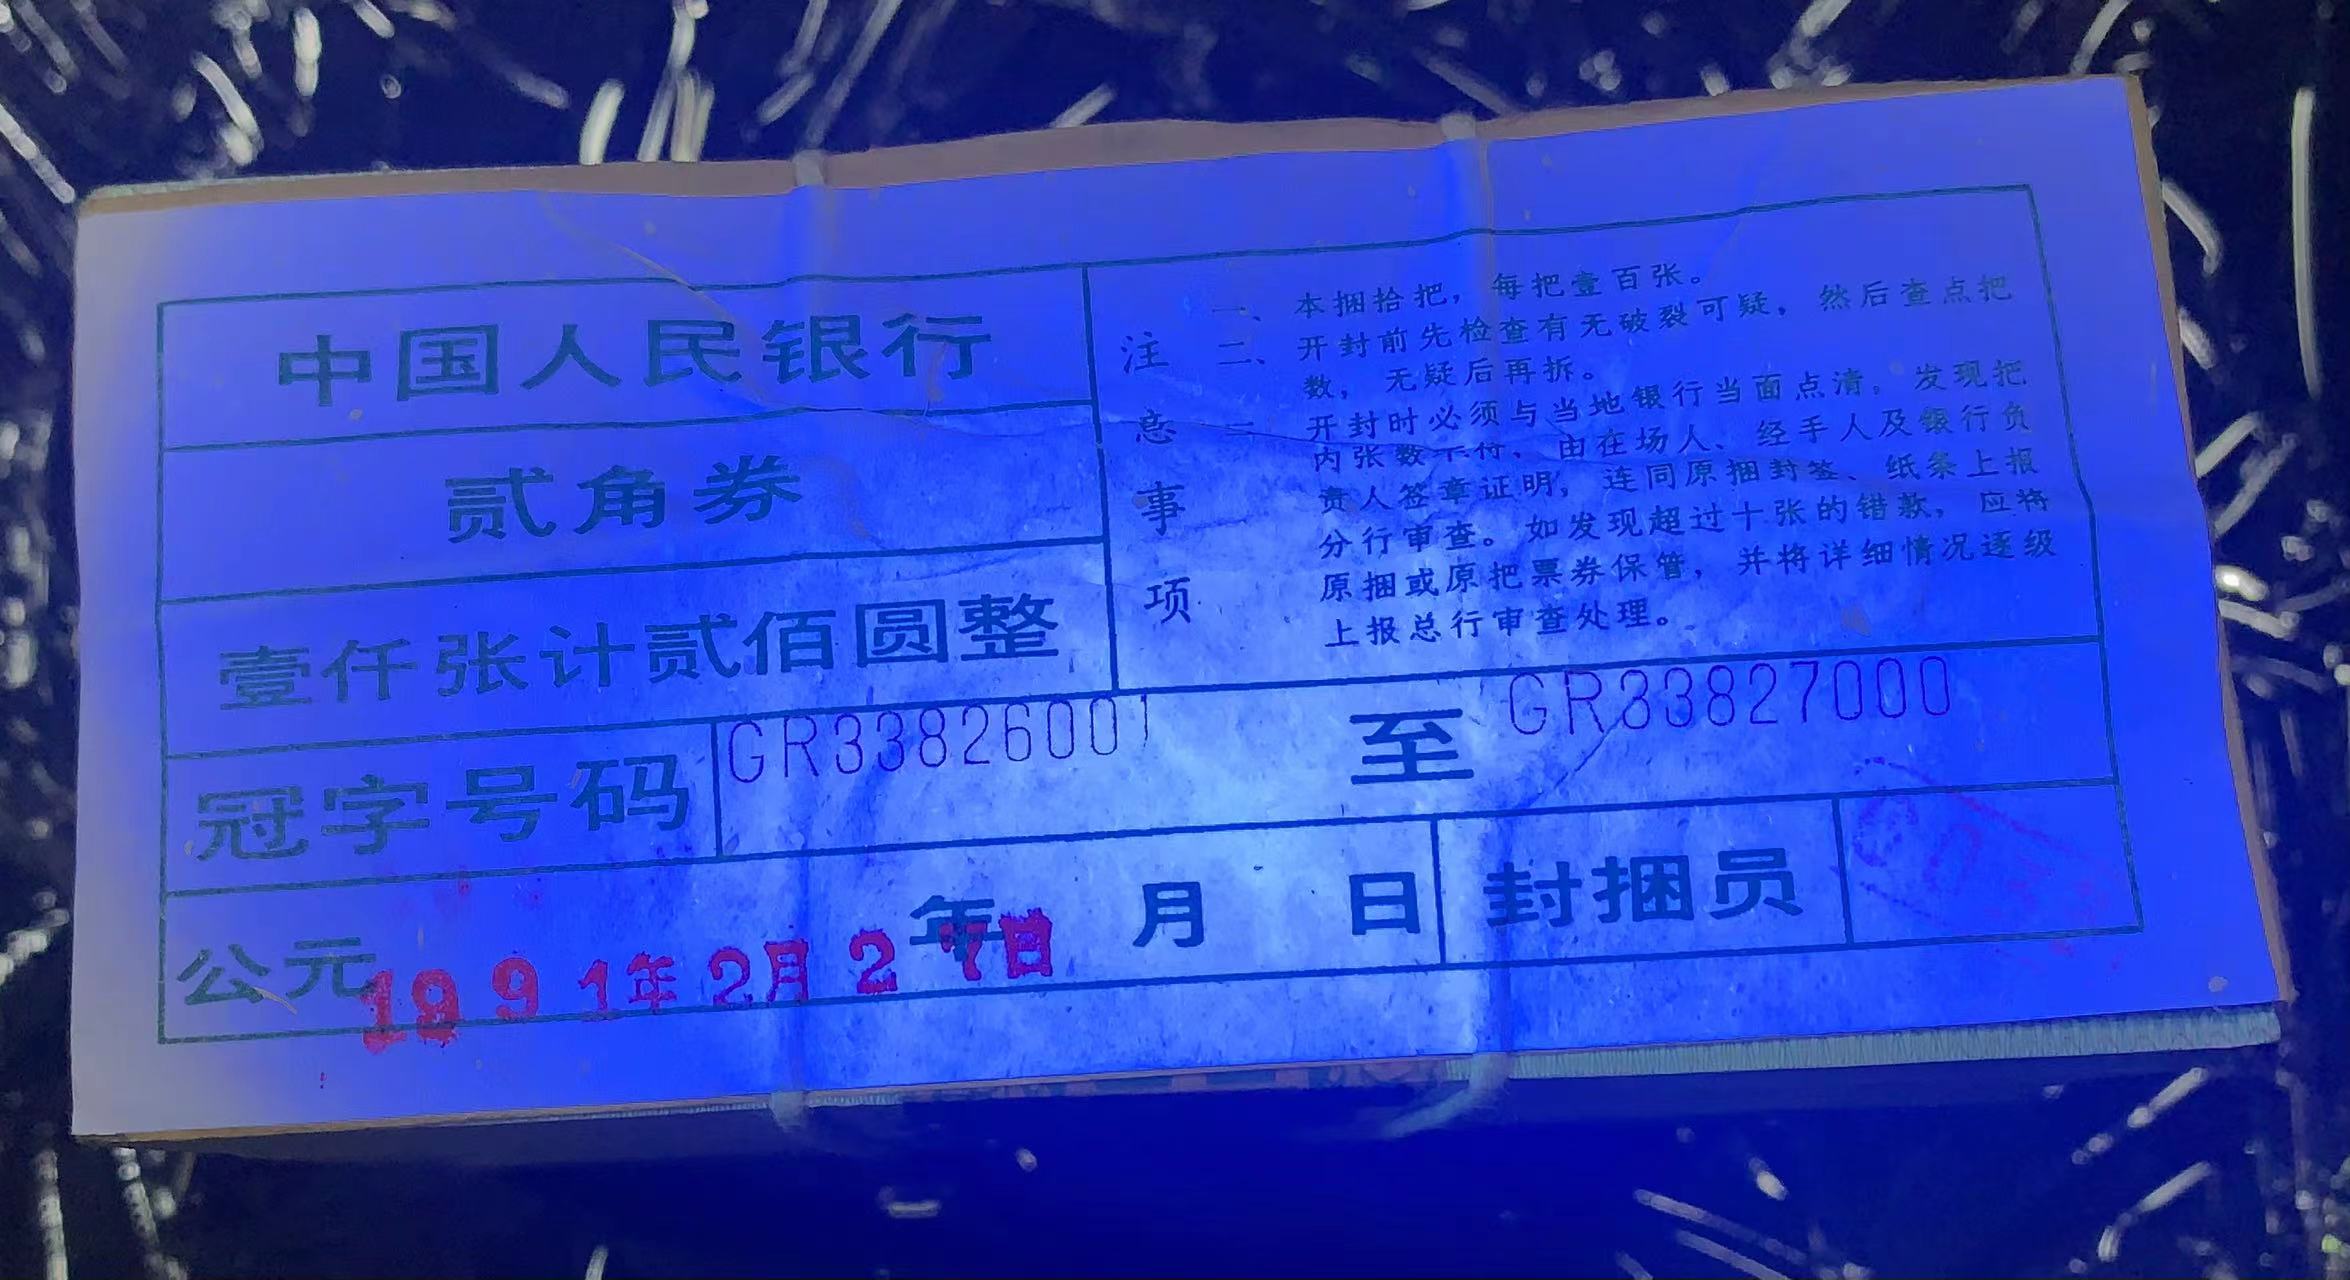 中国人民银行
贰角券
壹仟张计贰佰圆整
注意事项
一、本捆拾把，每把壹百张。
二、开封前先检查有无破裂可疑，然后查点把
数，无疑后再拆。
三、开封时必须与当地银行当面点清。发现把
内张数不符，由在场人、经手人及银行负
责人签章证明，连同原捆封签、纸条上报
分行审查。如发现超过十张的错款，应将
原捆或原把票券保管，并将详细情况逐级
上报总行审查处理。
冠字号码 GR33826001 至 GR33827000
公元 年 月 日 封捆员
1991年2月27日